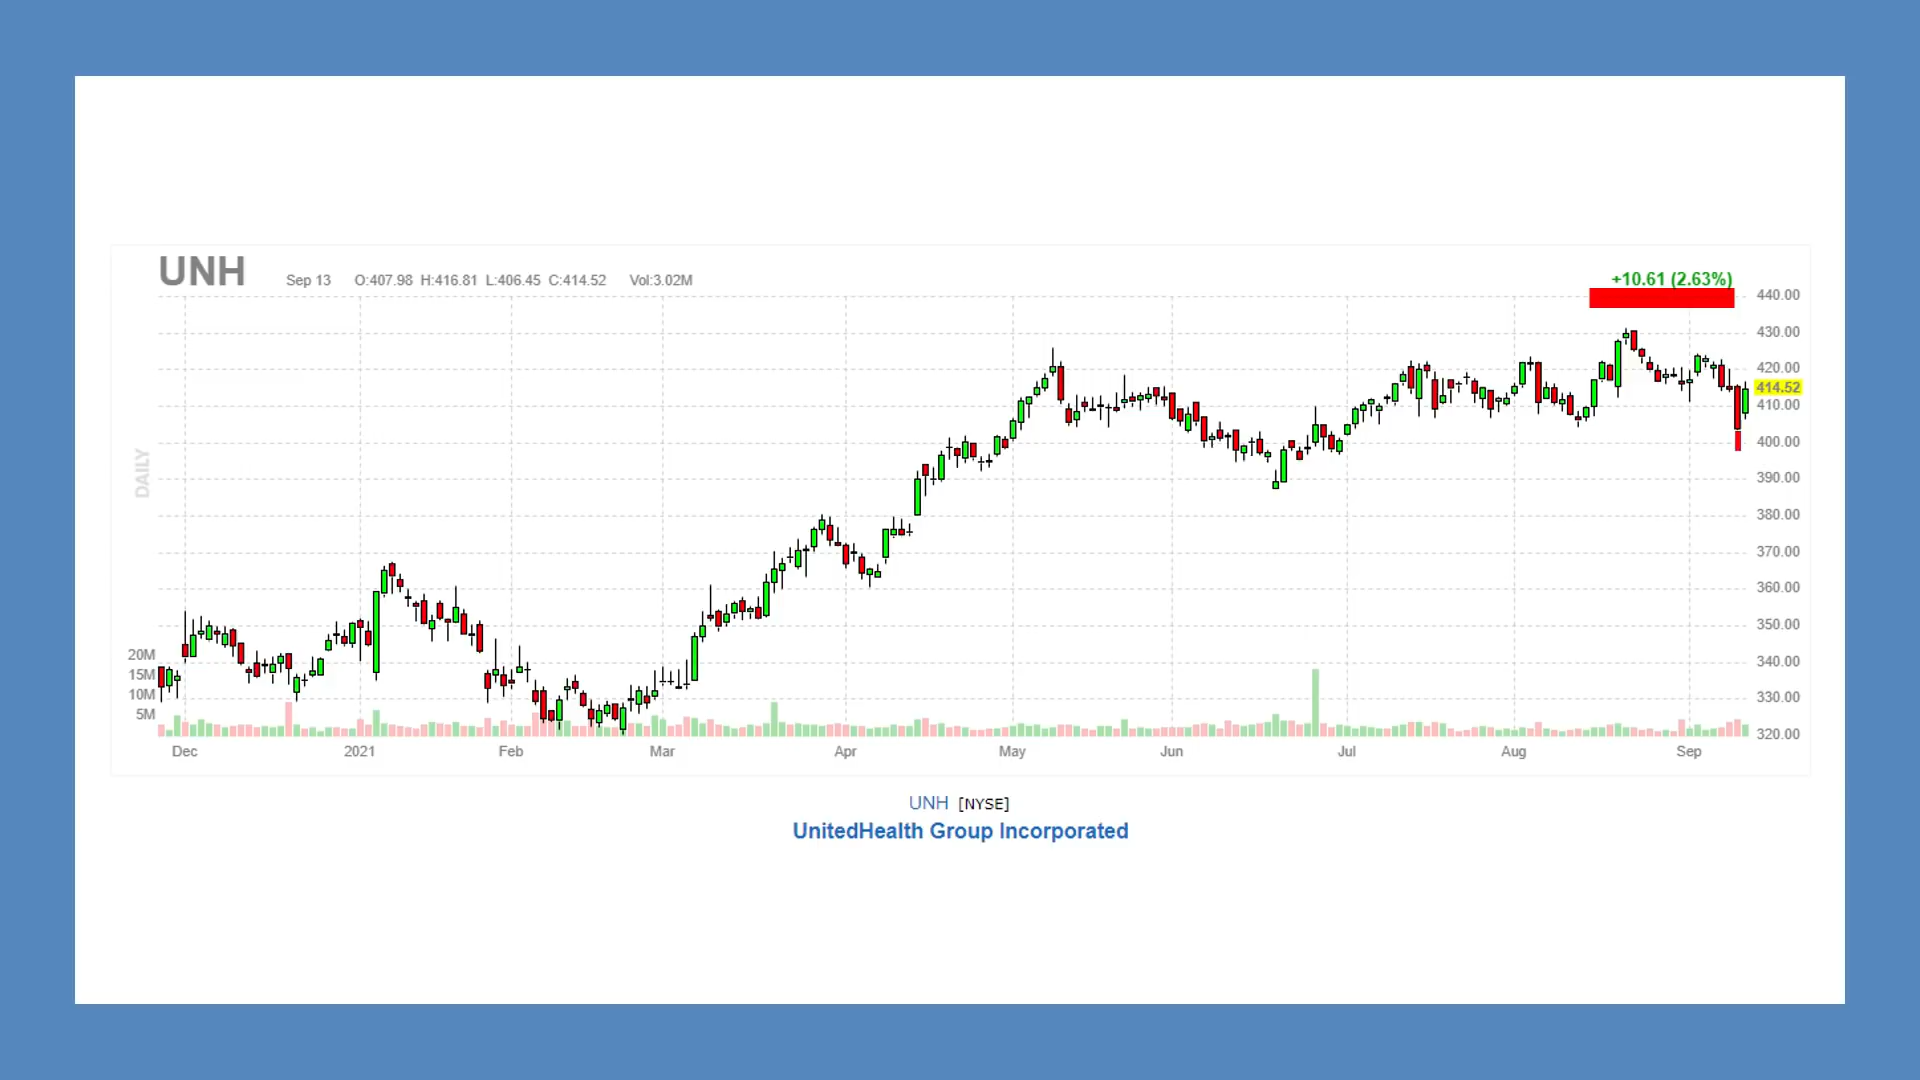 UNH Sep 13 O:407.98 H:416.81 L:406.45 C:414.52 Vol:3.02M
+10.61 (2.63%)
440.00
430.00
420.00
414.52
410.00
400.00
390.00
380.00
370.00
360.00
350.00
340.00
330.00
320.00
DAILY
20M
15M
10M
5M
Dec 2021 Feb Mar Apr May Jun Jul Aug Sep
UNH [NYSE]
UnitedHealth Group Incorporated